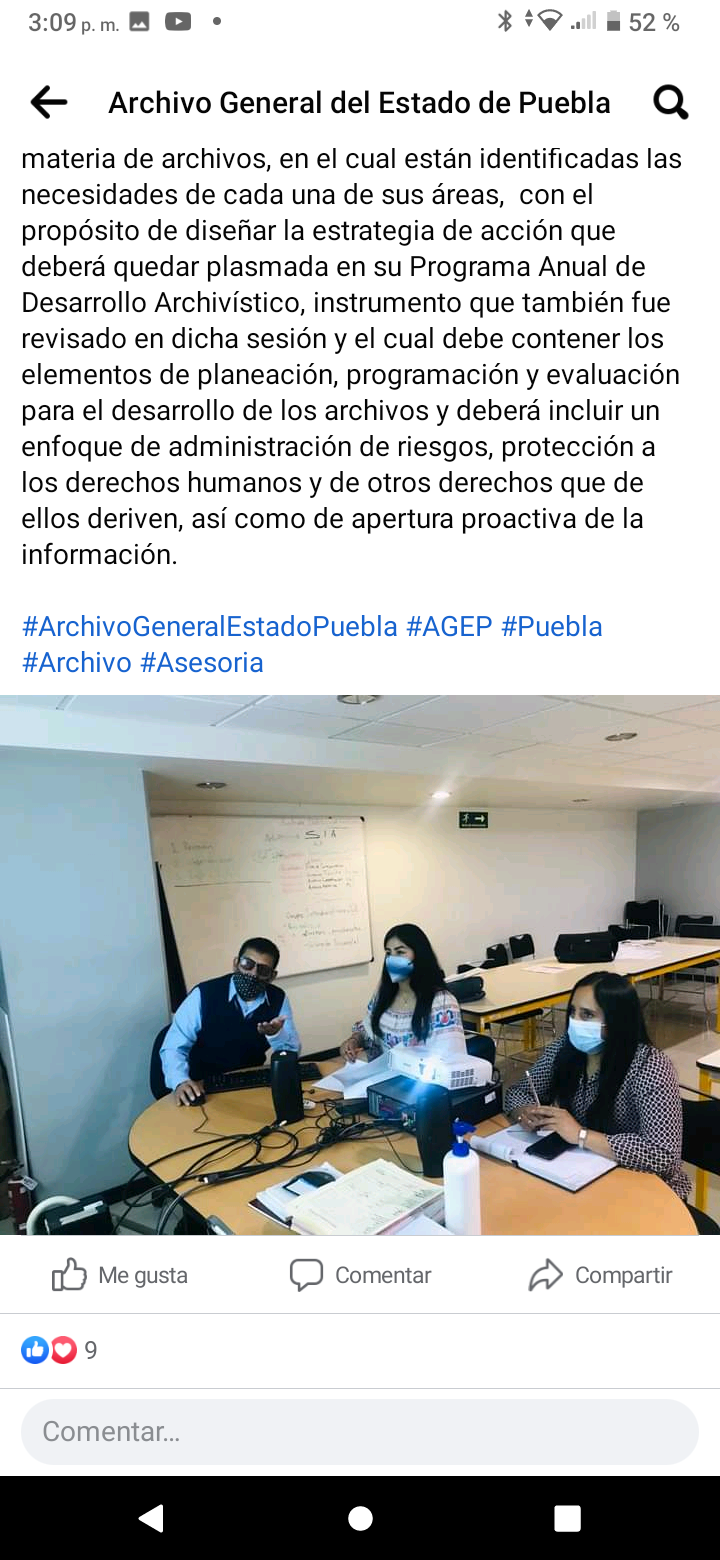 3:09 p. m.
52 %
Archivo General del Estado de Puebla
materia de archivos, en el cual están identificadas las
necesidades de cada una de sus áreas,  con el
propósito de diseñar la estrategia de acción que
deberá quedar plasmada en su Programa Anual de
Desarrollo Archivístico, instrumento que también fue
revisado en dicha sesión y el cual debe contener los
elementos de planeación, programación y evaluación
para el desarrollo de los archivos y deberá incluir un
enfoque de administración de riesgos, protección a
los derechos humanos y de otros derechos que de
ellos deriven, así como de apertura proactiva de la
información.
#ArchivoGeneralEstadoPuebla #AGEP #Puebla
#Archivo #Asesoria
SIA
Me gusta
Comentar
Compartir
9
Comentar...